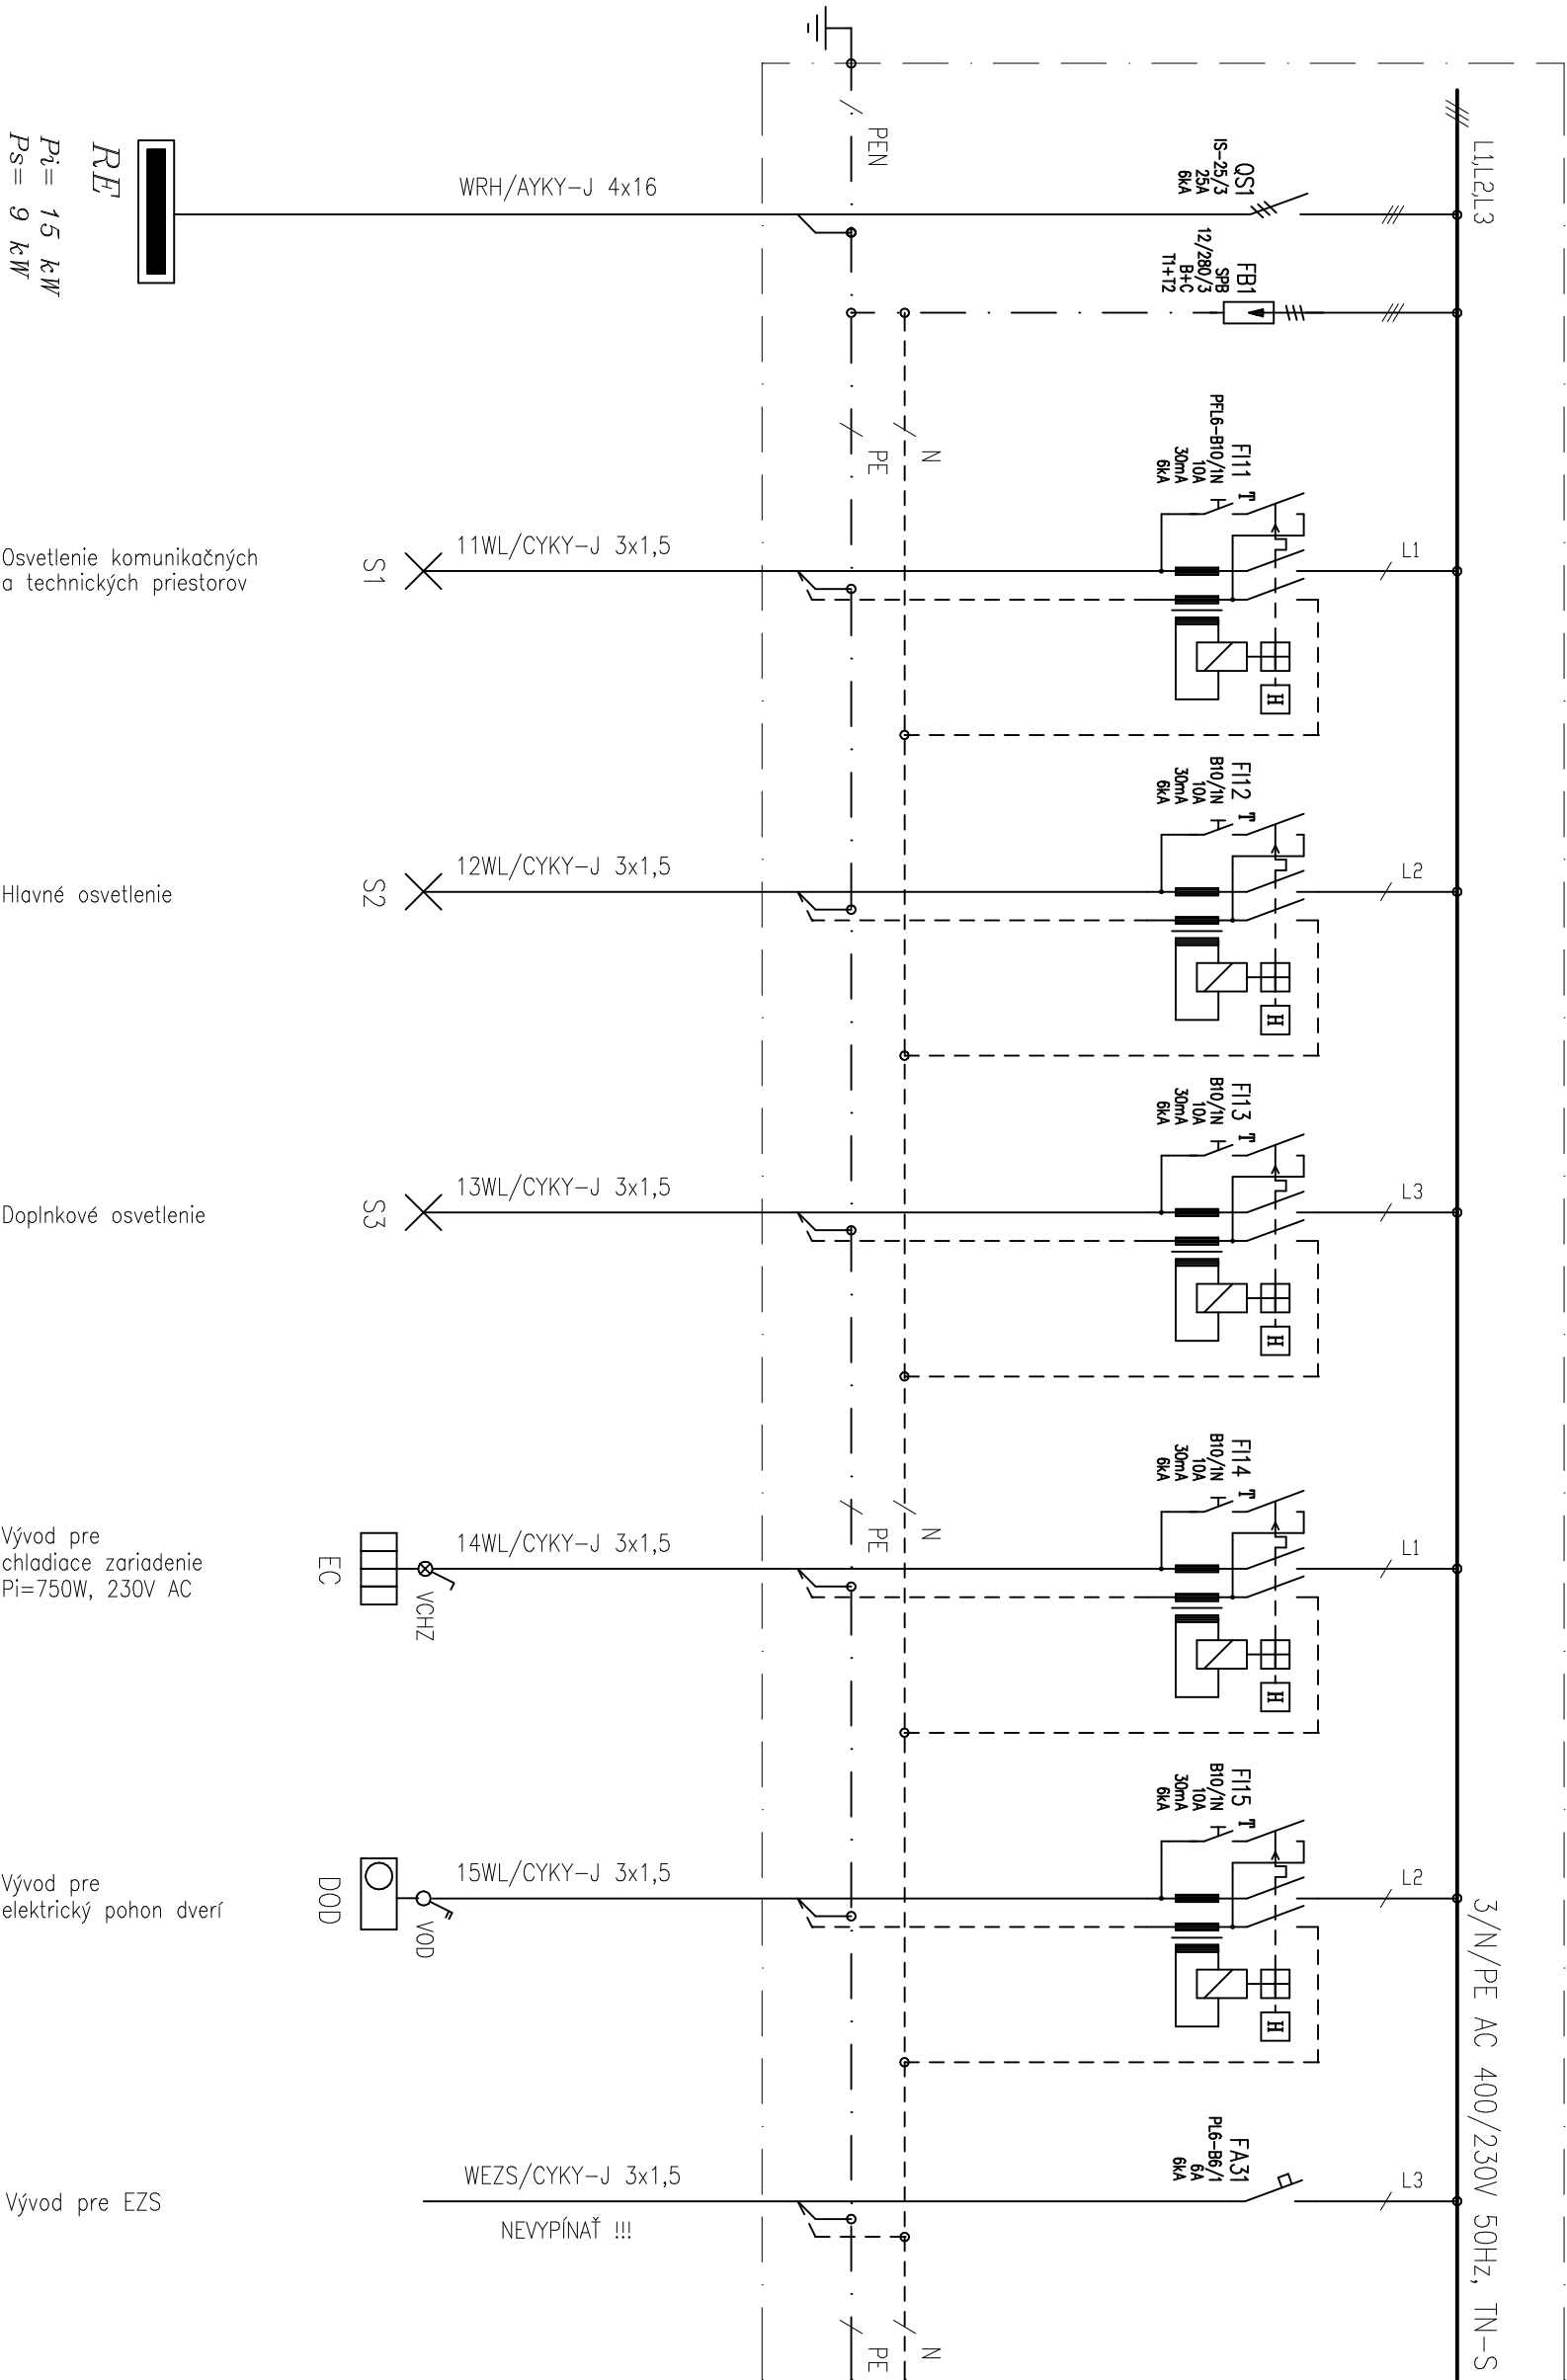 L1,L2,L3
3/N/PE AC 400/230V 50Hz, TN-S
PEN
QS1
IS-25/3
25A
6kA
WRH/AYKY-J 4x16
RE
Pi= 15 kW
Ps= 9 kW
FB1
SPB
12/280/3
B+C
T1+T2
N
PE
FI11
PFL6-B10/1N
10A
30mA
6kA
T
H
L1
11WL/CYKY-J 3x1,5
S1
Osvetlenie komunikačných
a technických priestorov
FI12
B10/1N
10A
30mA
6kA
T
H
L2
12WL/CYKY-J 3x1,5
S2
Hlavné osvetlenie
FI13
B10/1N
10A
30mA
6kA
T
H
L3
13WL/CYKY-J 3x1,5
S3
Doplnkové osvetlenie
N
PE
FI14
B10/1N
10A
30mA
6kA
T
H
L1
14WL/CYKY-J 3x1,5
VCHZ
EC
Vývod pre
chladiace zariadenie
Pi=750W, 230V AC
FI15
B10/1N
10A
30mA
6kA
T
H
L2
15WL/CYKY-J 3x1,5
VOD
DOD
Vývod pre
elektrický pohon dverí
FA31
PL6-B6/1
6A
6kA
L3
WEZS/CYKY-J 3x1,5
NEVYPÍNAŤ !!!
Vývod pre EZS
N
PE